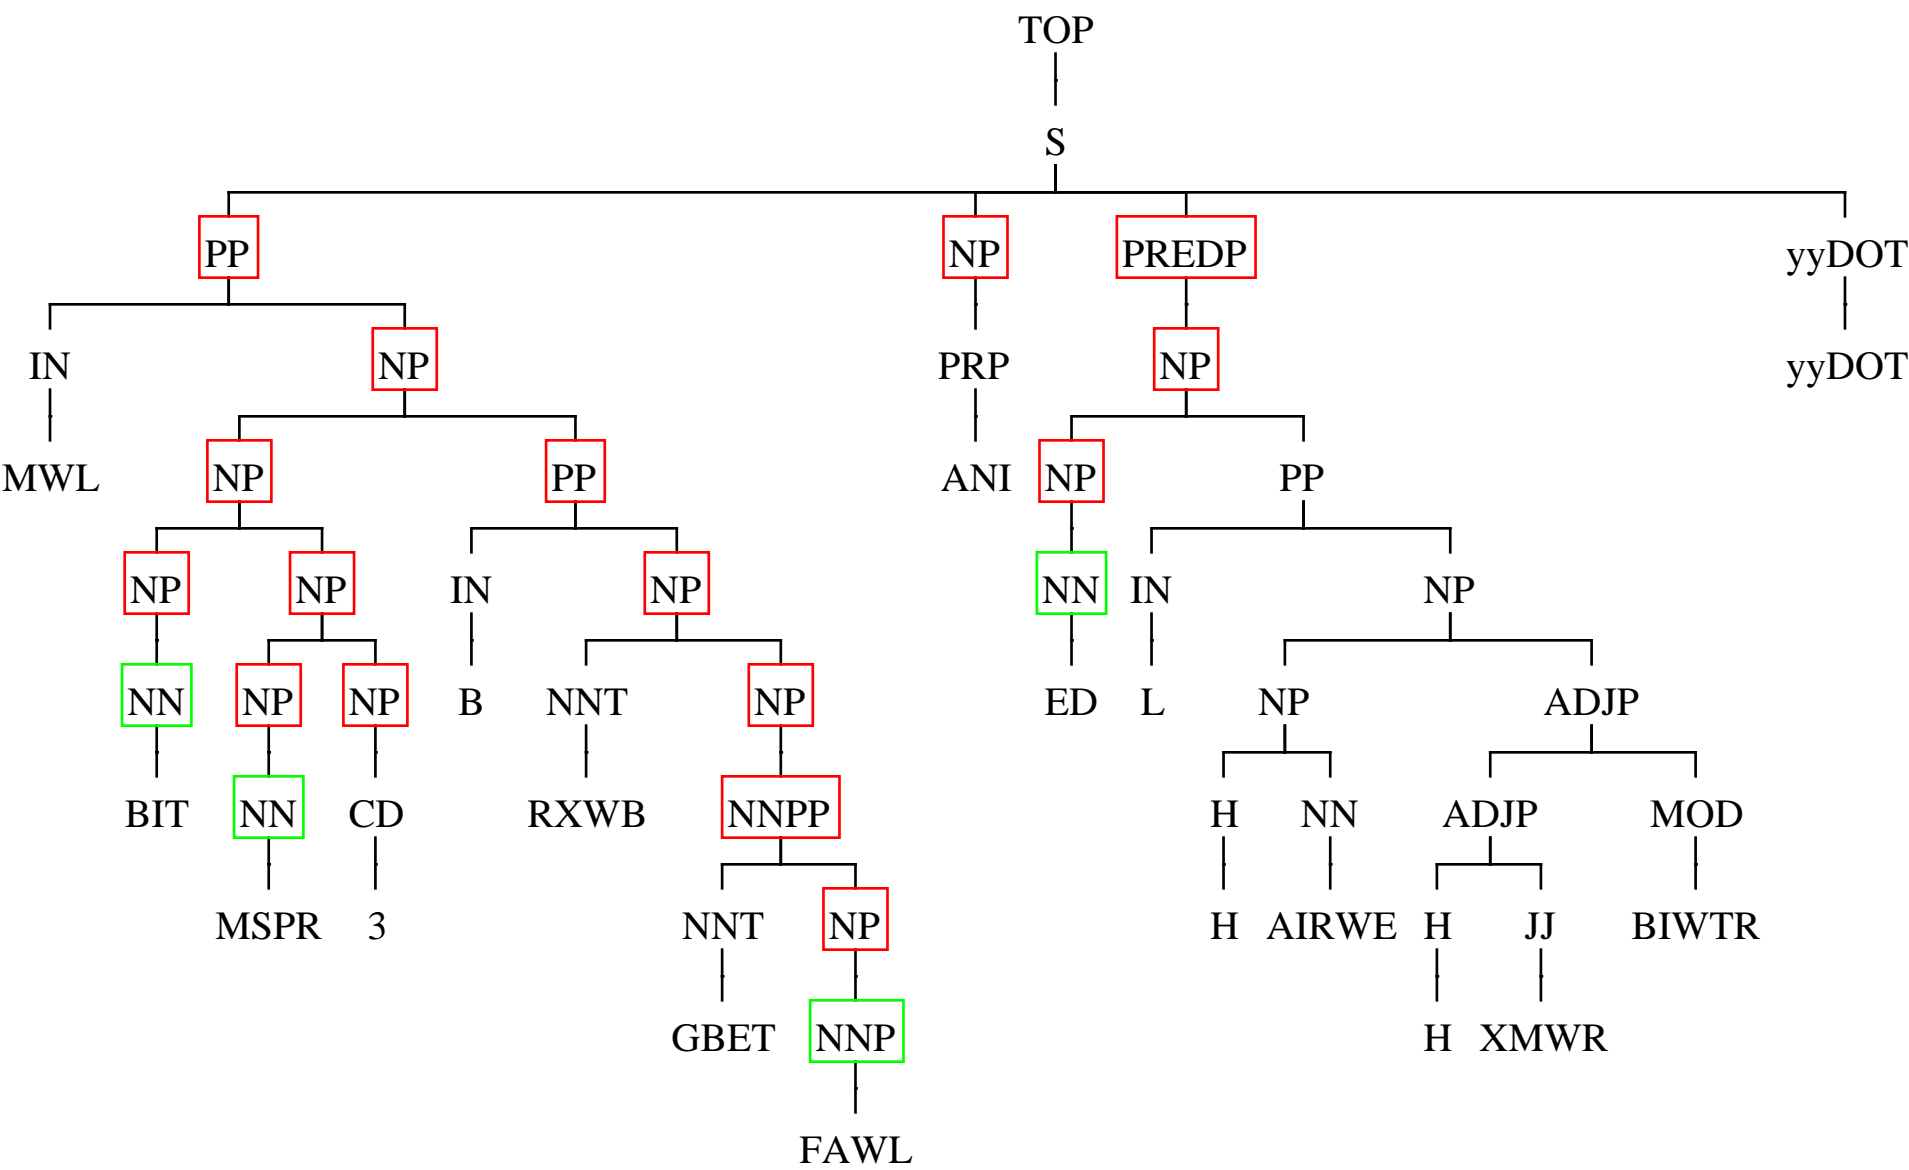 TOP
S
PP NP PREDP yyDOT
IN NP PRP NP yyDOT
MWL NP PP ANI NP PP
NP NP IN NP NN IN NP
NN NP NP B NNT NP ED L NP ADJP
BIT NN CD RXWB NNPP H NN ADJP MOD
MSPR 3 NNT NP H AIRWE H JJ BIWTR
GBET NNP H XMWR
FAWL